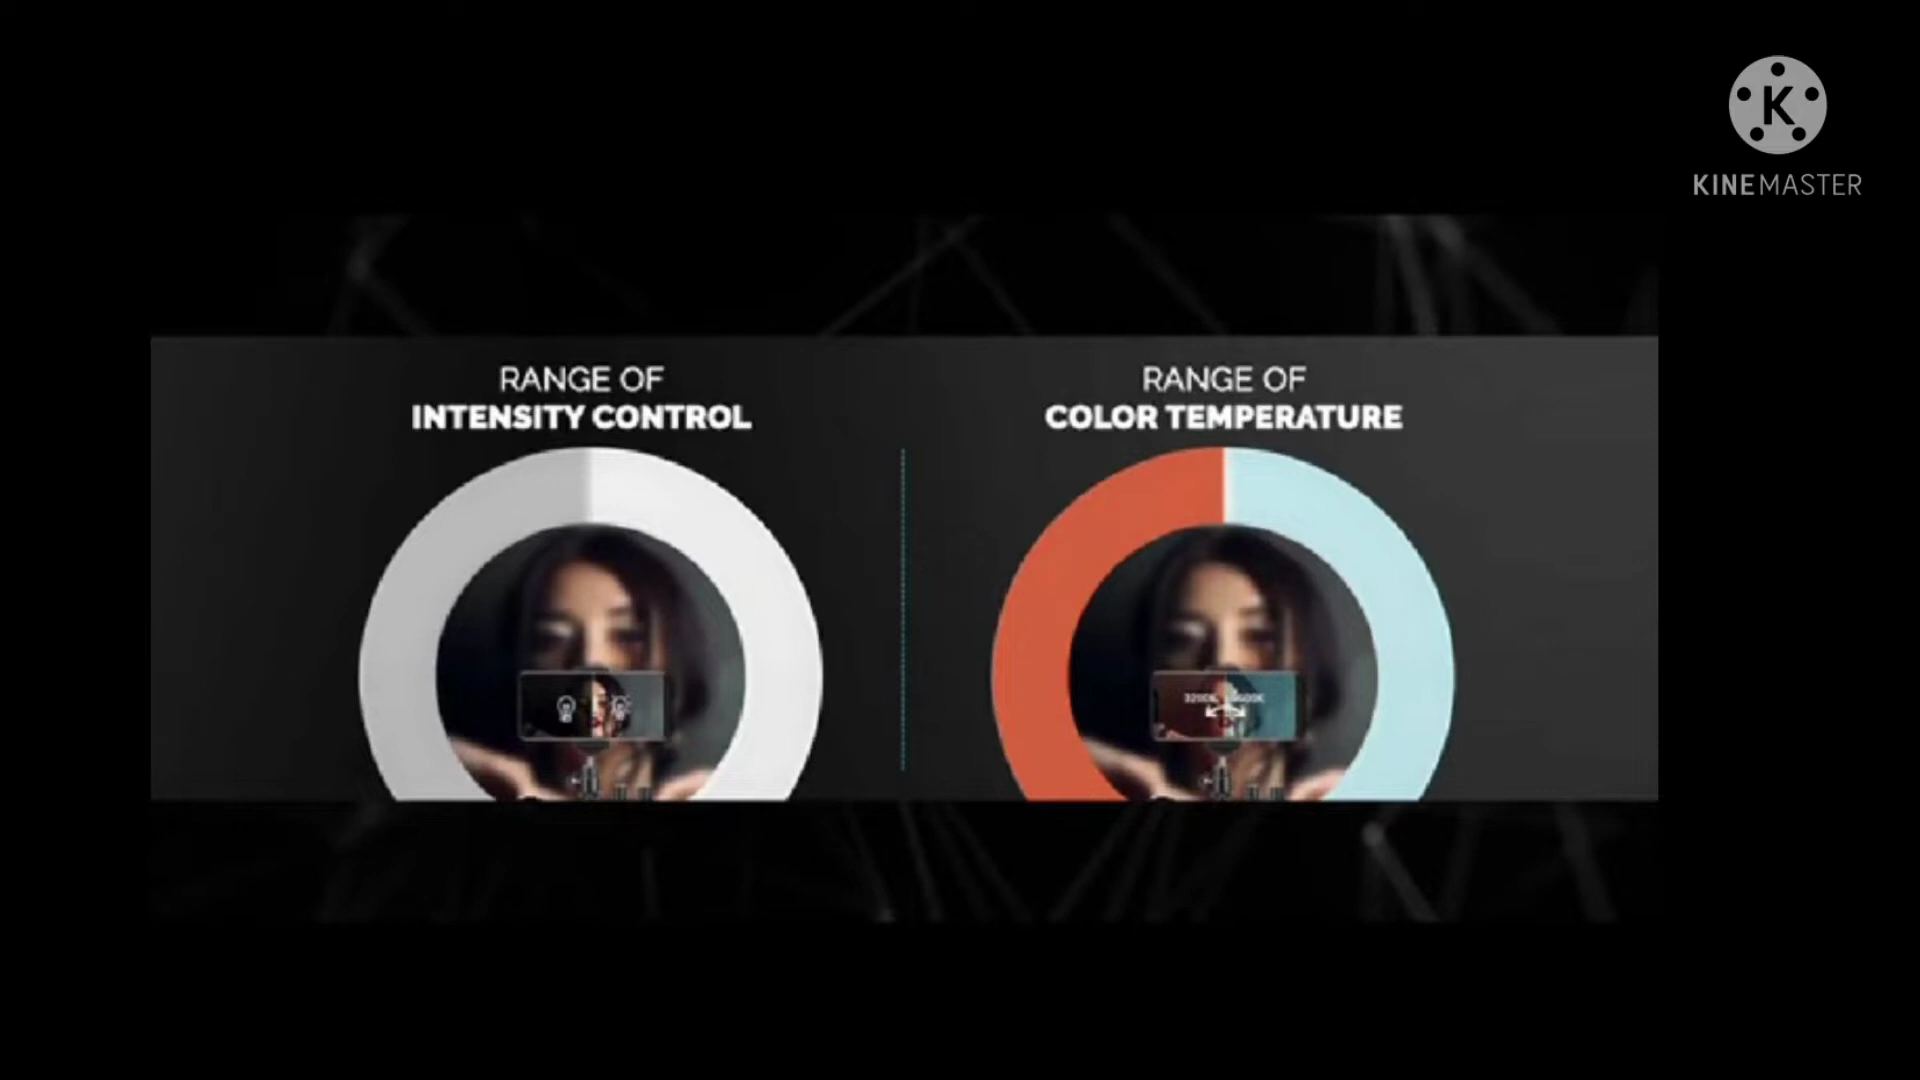 K
KINEMASTER
RANGE OF
INTENSITY CONTROL
RANGE OF
COLOR TEMPERATURE